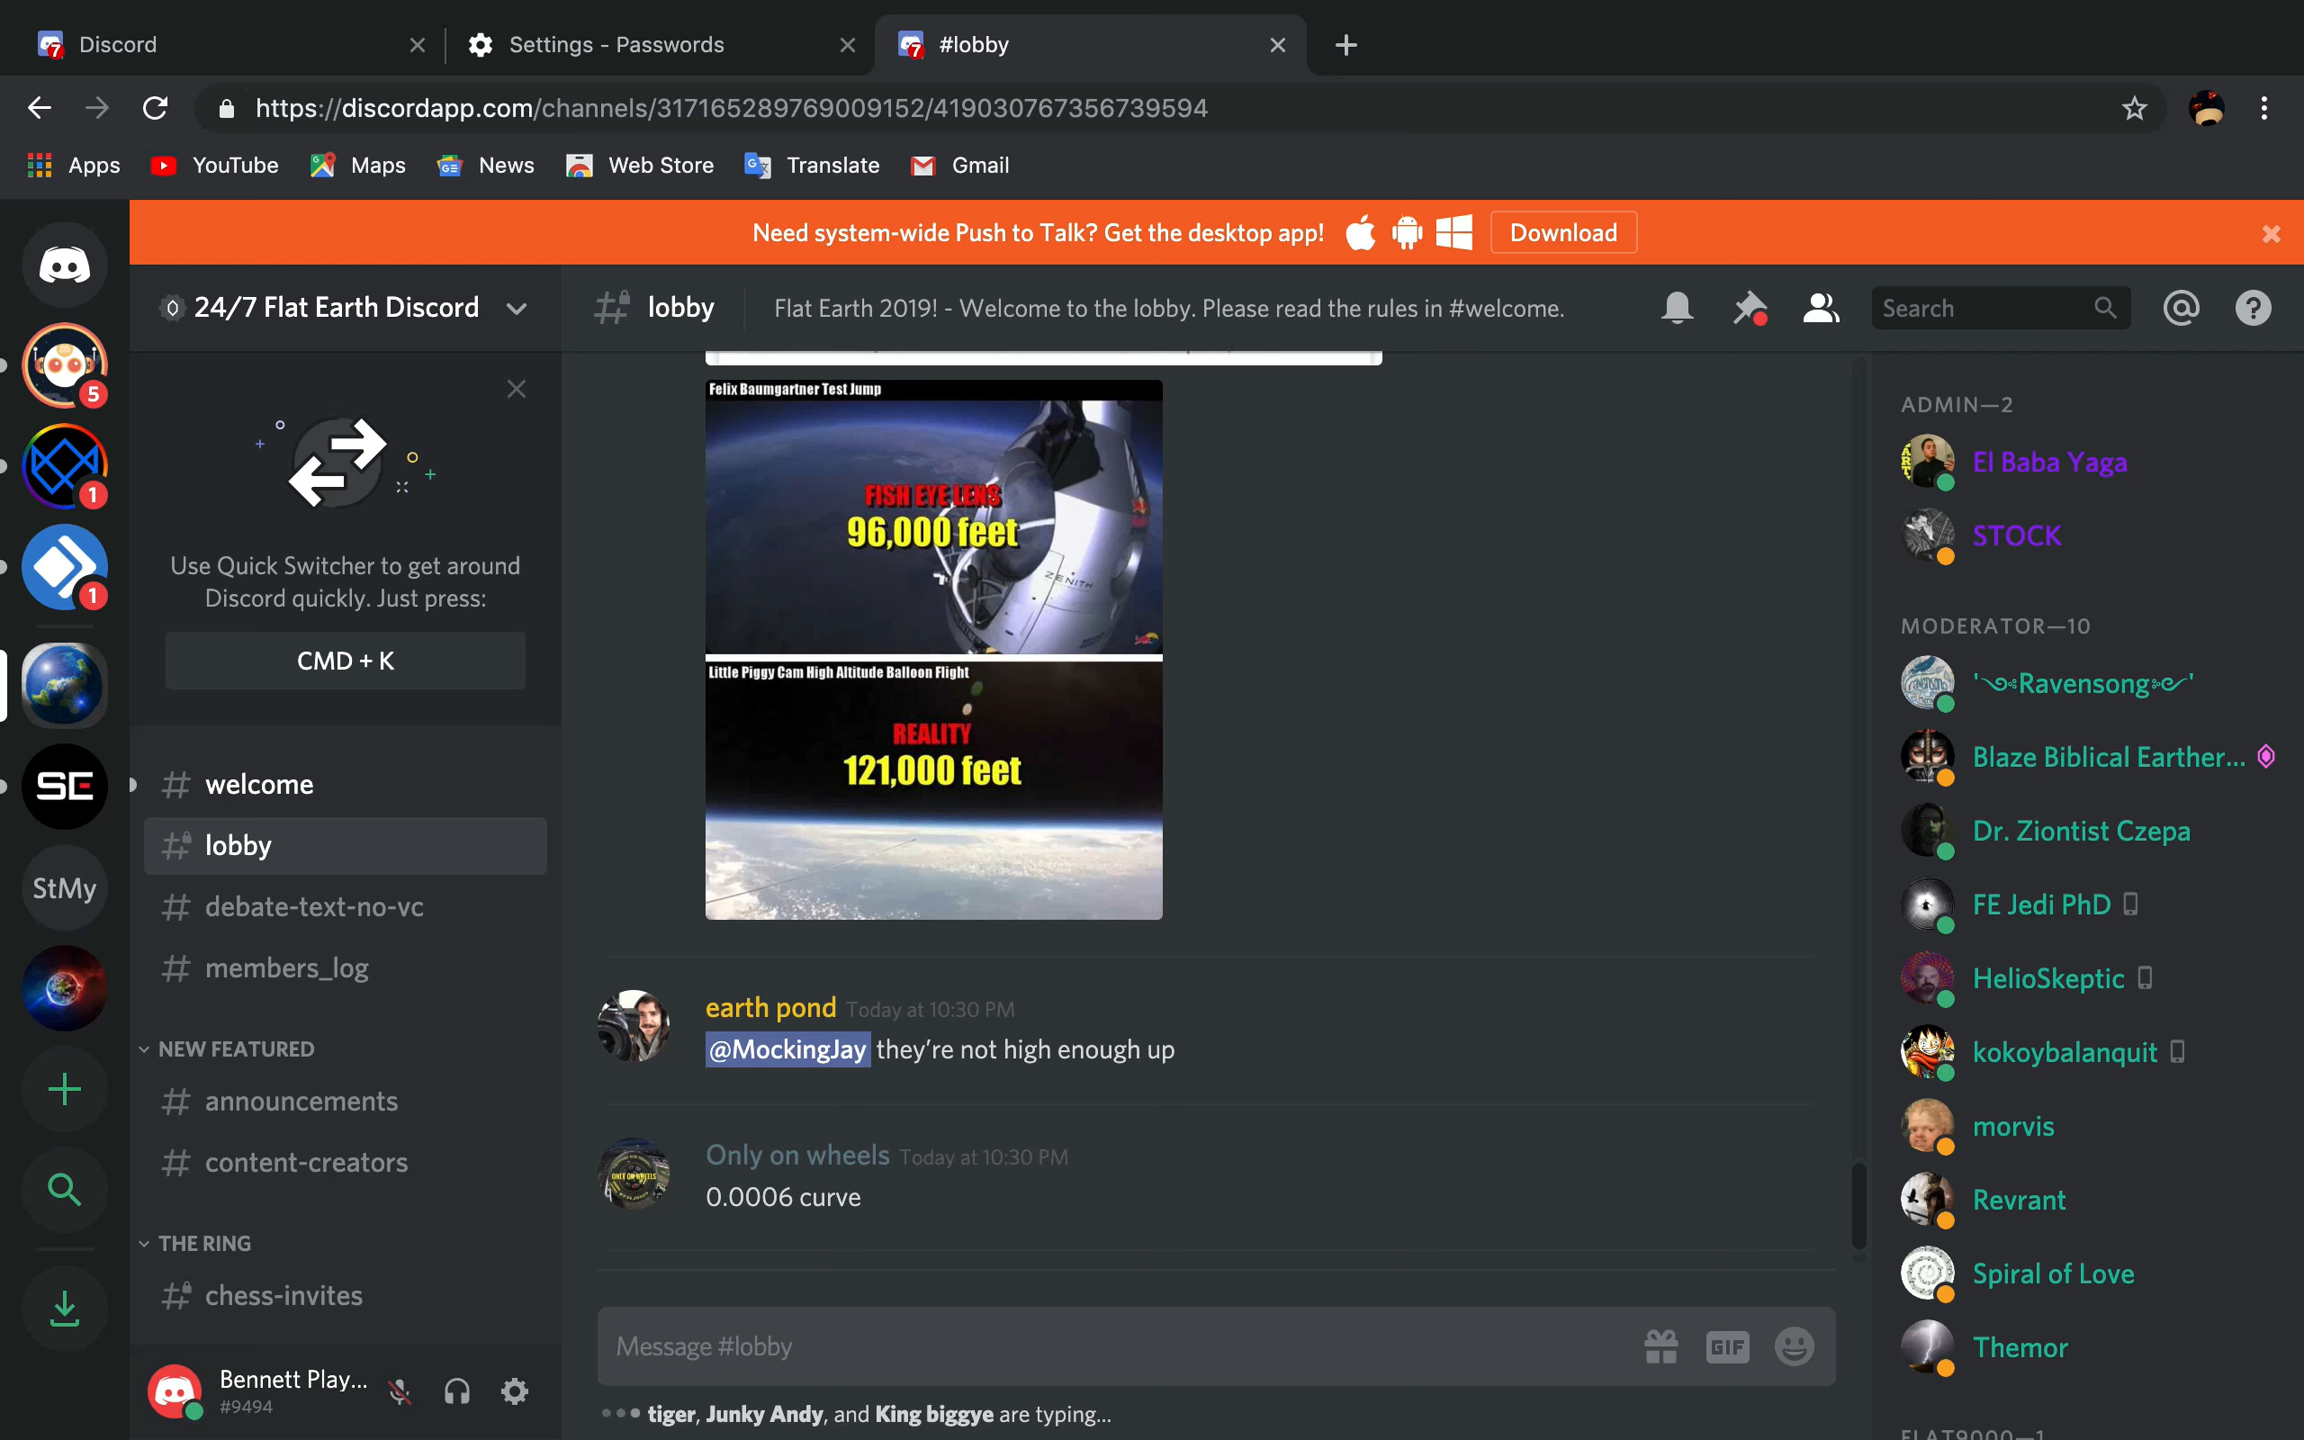 Discord
Settings - Passwords
#lobby
https://discordapp.com/channels/317165289769009152/419030767356739594
Apps
YouTube
Maps
News
Web Store
Translate
Gmail
Need system-wide Push to Talk? Get the desktop app!
Download
24/7 Flat Earth Discord
lobby
Flat Earth 2019! - Welcome to the lobby. Please read the rules in #welcome.
Search
5
1
1
SE
StMy
Use Quick Switcher to get around
Discord quickly. Just press:
CMD + K
welcome
lobby
debate-text-no-vc
members_log
NEW FEATURED
announcements
content-creators
THE RING
chess-invites
Bennett Play...
#9494
Felix Baumgartner Test Jump
FISH EYE LENS
96,000 feet
ZENITH
Little Piggy Cam High Altitude Balloon Flight
REALITY
121,000 feet
earth pond Today at 10:30 PM
@MockingJay they're not high enough up
Only on wheels Today at 10:30 PM
0.0006 curve
Message #lobby
GIF
tiger, Junky Andy, and King biggye are typing...
ADMIN—2
El Baba Yaga
STOCK
MODERATOR—10
'༺Ravensong༻'
Blaze Biblical Earther...
Dr. Ziontist Czepa
FE Jedi PhD
HelioSkeptic
kokoybalanquit
morvis
Revrant
Spiral of Love
Themor
FLAT9000—1